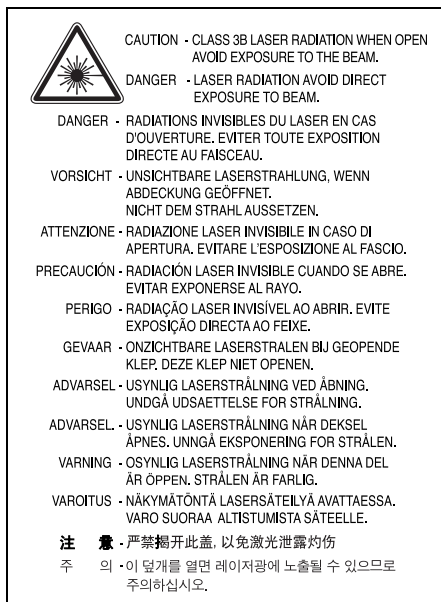 CAUTION - CLASS 3B LASER RADIATION WHEN OPEN
AVOID EXPOSURE TO THE BEAM.
DANGER - LASER RADIATION AVOID DIRECT
EXPOSURE TO BEAM.
DANGER - RADIATIONS INVISIBLES DU LASER EN CAS
D'OUVERTURE. EVITER TOUTE EXPOSITION
DIRECTE AU FAISCEAU.
VORSICHT - UNSICHTBARE LASERSTRAHLUNG, WENN
ABDECKUNG GEÖFFNET.
NICHT DEM STRAHL AUSSETZEN.
ATTENZIONE - RADIAZIONE LASER INVISIBILE IN CASO DI
APERTURA. EVITARE L'ESPOSIZIONE AL FASCIO.
PRECAUCIÓN - RADIACIÓN LASER INVISIBLE CUANDO SE ABRE.
EVITAR EXPONERSE AL RAYO.
PERIGO - RADIAÇÃO LASER INVISÍVEL AO ABRIR. EVITE
EXPOSIÇÃO DIRECTA AO FEIXE.
GEVAAR - ONZICHTBARE LASERSTRALEN BIJ GEOPENDE
KLEP. DEZE KLEP NIET OPENEN.
ADVARSEL - USYNLIG LASERSTRÅLNING VED ÅBNING.
UNDGÅ UDSAETTELSE FOR STRÅLNING.
ADVARSEL. - USYNLIG LASERSTRÅLNING NÅR DEKSEL
ÅPNES. UNNGÅ EKSPONERING FOR STRÅLEN.
VARNING - OSYNLIG LASERSTRÅLNING NÄR DENNA DEL
ÄR ÖPPEN. STRÅLEN ÄR FARLIG.
VAROITUS - NÄKYMÄTÖNTÄ LASERSÄTEILYÄ AVATTAESSA.
VARO SUORAA ALTISTUMISTA SÄTEELLE.
注 意 - 严禁揭开此盖, 以免激光泄露灼伤
주 의 - 이 덮개를 열면 레이저광에 노출될 수 있으므로
주의하십시오.